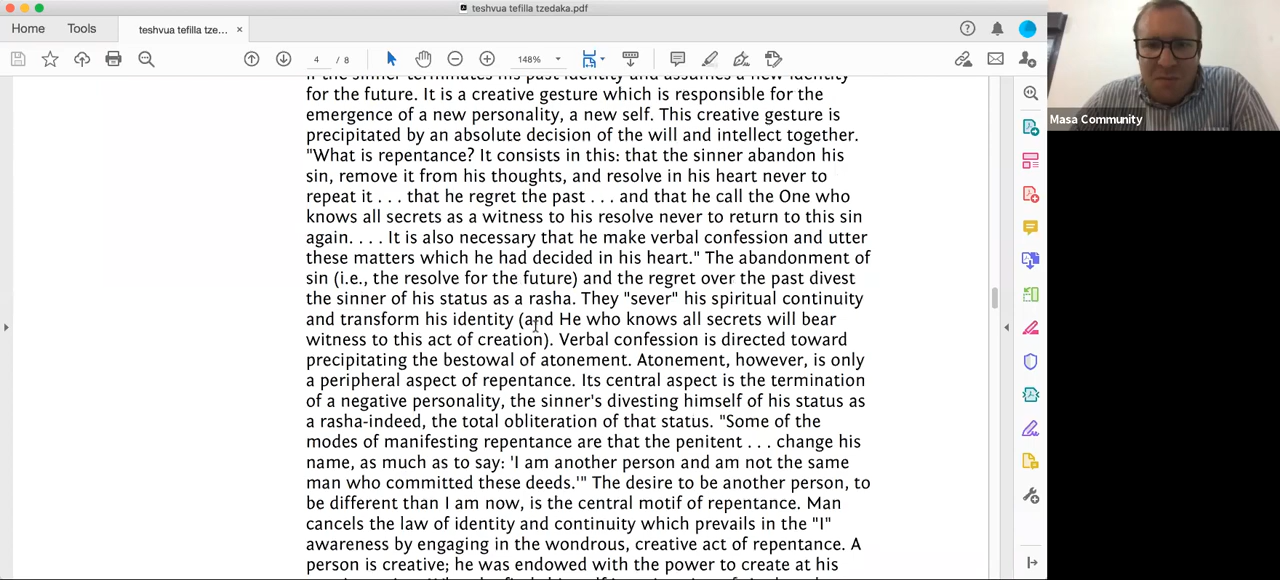 teshvua tefilla tzedaka.pdf
Home
Tools
teshvua tefilla tze...
4 / 8
148%
if the sinner terminates his past identity and assumes a new identity
for the future. It is a creative gesture which is responsible for the
emergence of a new personality, a new self. This creative gesture is
precipitated by an absolute decision of the will and intellect together.
"What is repentance? It consists in this: that the sinner abandon his
sin, remove it from his thoughts, and resolve in his heart never to
repeat it . . . that he regret the past . . . and that he call the One who
knows all secrets as a witness to his resolve never to return to this sin
again. . . . It is also necessary that he make verbal confession and utter
these matters which he had decided in his heart." The abandonment of
sin (i.e., the resolve for the future) and the regret over the past divest
the sinner of his status as a rasha. They "sever" his spiritual continuity
and transform his identity (and He who knows all secrets will bear
witness to this act of creation). Verbal confession is directed toward
precipitating the bestowal of atonement. Atonement, however, is only
a peripheral aspect of repentance. Its central aspect is the termination
of a negative personality, the sinner's divesting himself of his status as
a rasha-indeed, the total obliteration of that status. "Some of the
modes of manifesting repentance are that the penitent . . . change his
name, as much as to say: 'I am another person and am not the same
man who committed these deeds.'" The desire to be another person, to
be different than I am now, is the central motif of repentance. Man
cancels the law of identity and continuity which prevails in the "I"
awareness by engaging in the wondrous, creative act of repentance. A
person is creative; he was endowed with the power to create at his
Masa Community